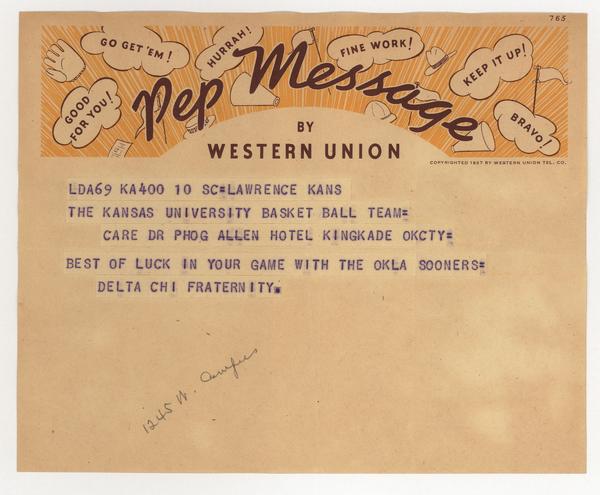 765
GO GET 'EM!
HURRAH!
FINE WORK!
KEEP IT UP!
GOOD FOR YOU!
BRAVO!
Pep Message
BY
WESTERN UNION
COPYRIGHTED 1937 BY WESTERN UNION TEL. CO.
LDA69 KA400 10 SC=LAWRENCE KANS
THE KANSAS UNIVERSITY BASKET BALL TEAM=
CARE DR PHOG ALLEN HOTEL KINGKADE OKCTY=
BEST OF LUCK IN YOUR GAME WITH THE OKLA SOONERS=
DELTA CHI FRATERNITY.
1245 W. Campus